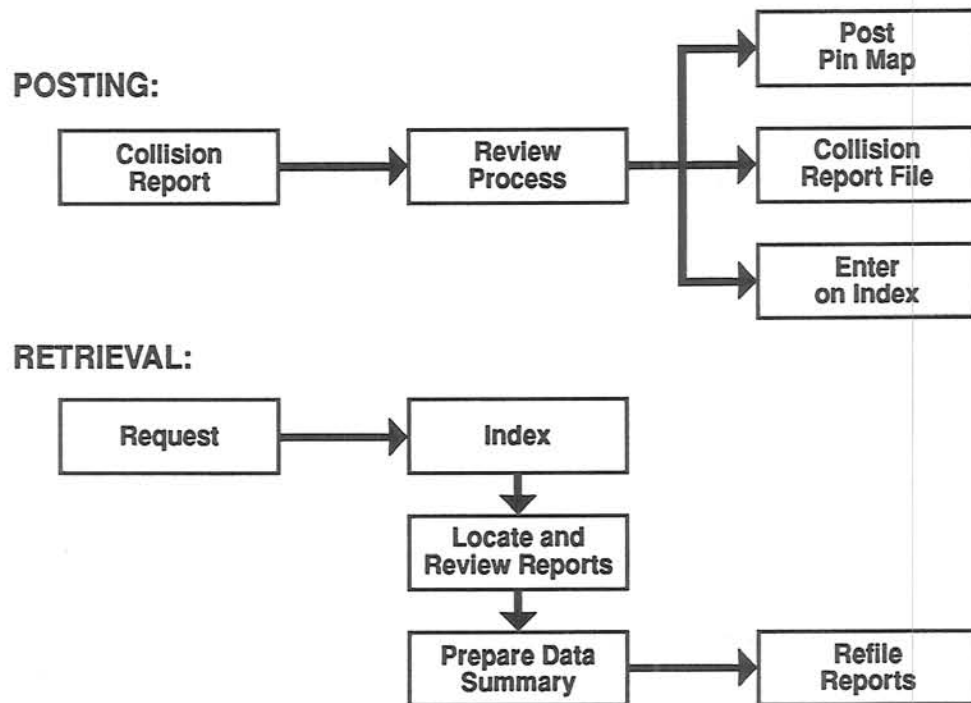 POSTING:
Collision
Report
Review
Process
Post
Pin Map
Collision
Report File
Enter
on Index
RETRIEVAL:
Request
Index
Locate and
Review Reports
Prepare Data
Summary
Refile
Reports